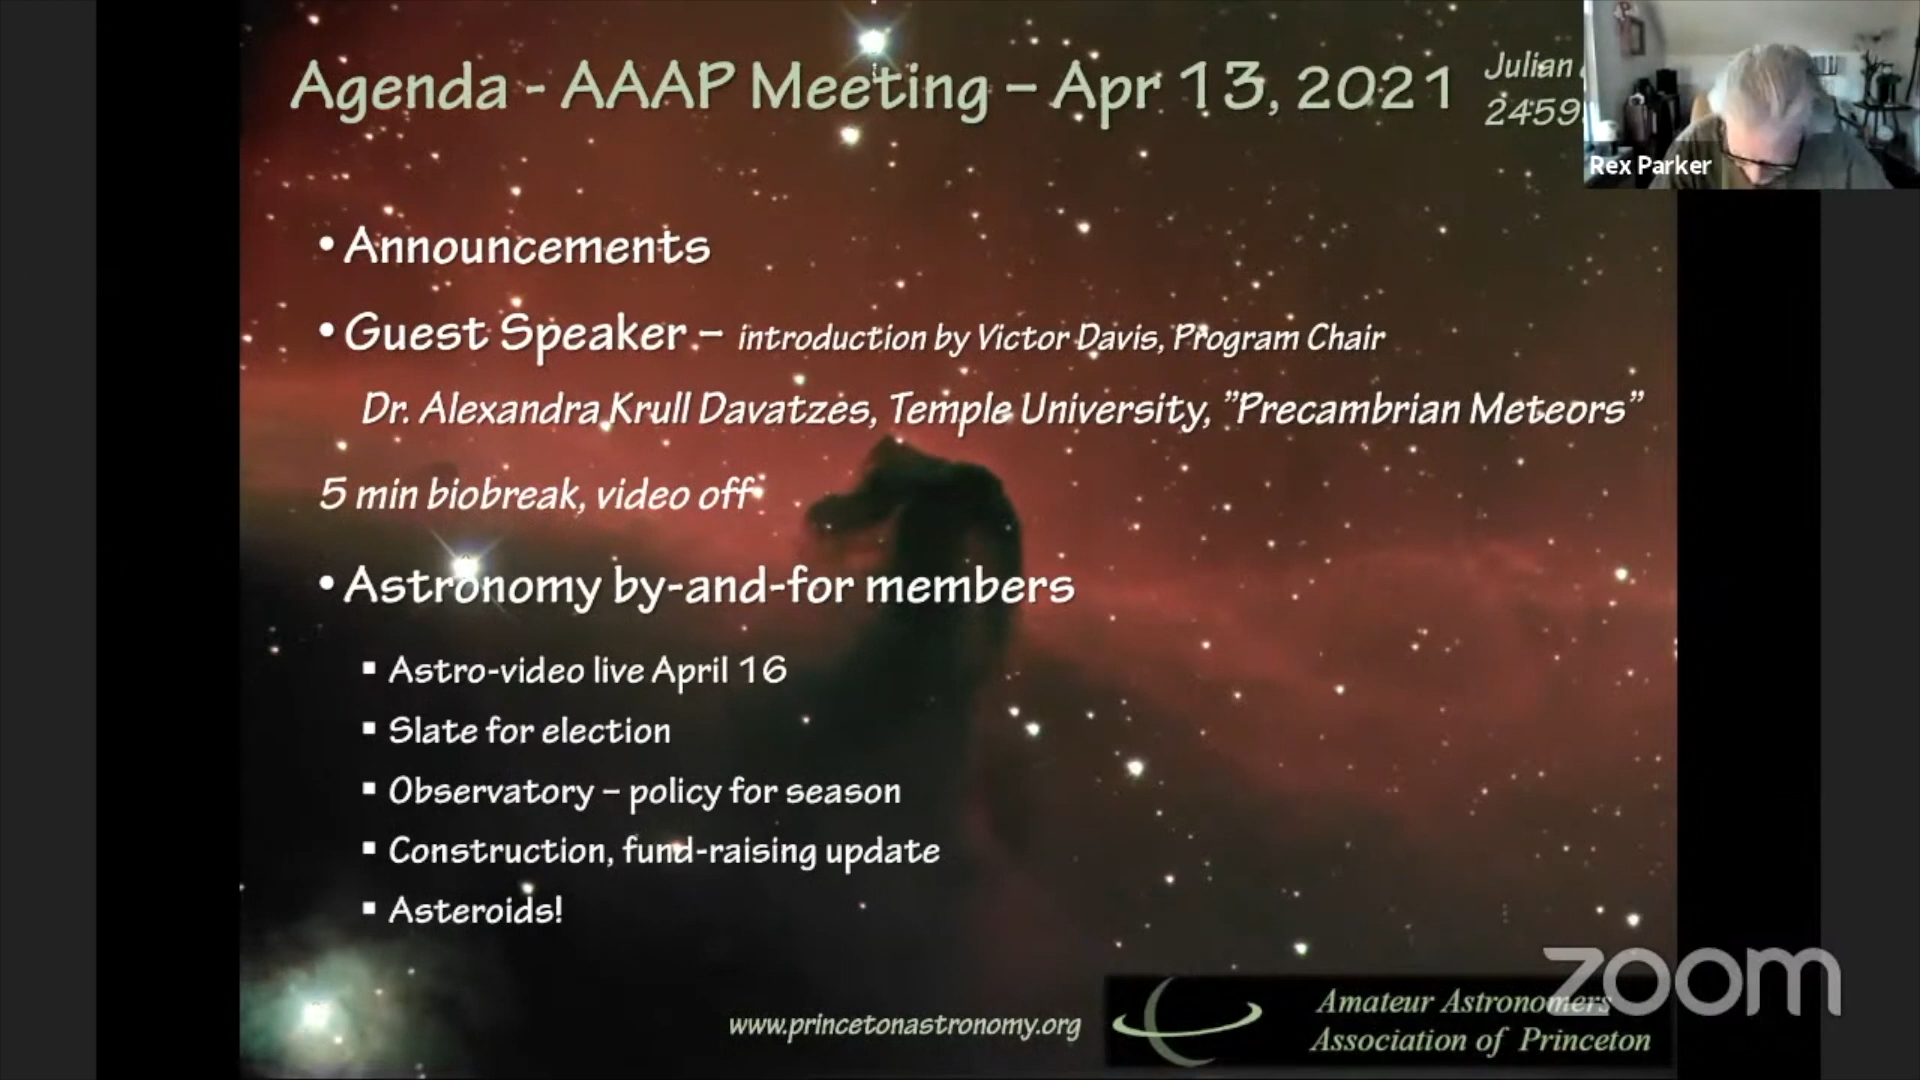 Agenda - AAAP Meeting – Apr 13, 2021
Julian
2459
Rex Parker
• Announcements
• Guest Speaker – introduction by Victor Davis, Program Chair
Dr. Alexandra Krull Davatzes, Temple University, "Precambrian Meteors"
5 min biobreak, video off
• Astronomy by-and-for members
▪ Astro-video live April 16
▪ Slate for election
▪ Observatory – policy for season
▪ Construction, fund-raising update
▪ Asteroids!
www.princetonastronomy.org
Amateur Astronomers
Association of Princeton
zoom